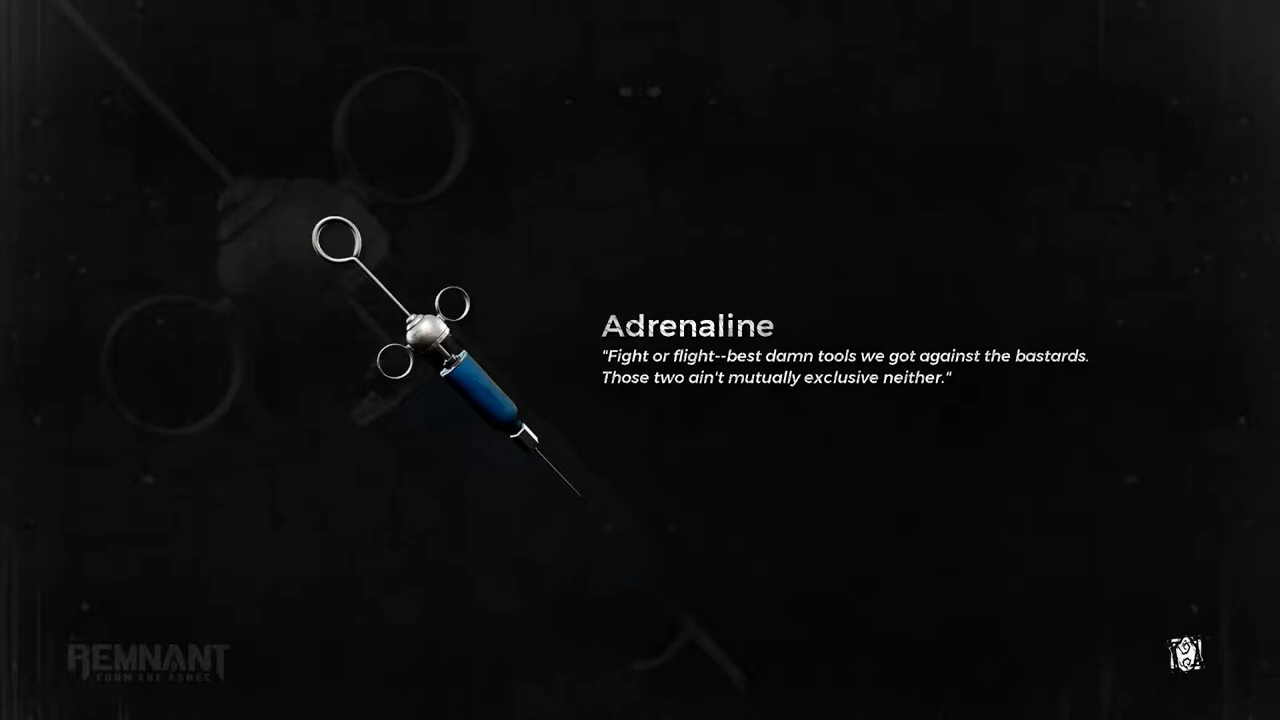 Adrenaline
"Fight or flight--best damn tools we got against the bastards.
Those two ain't mutually exclusive neither."
REMNANT
FROM THE ASHES